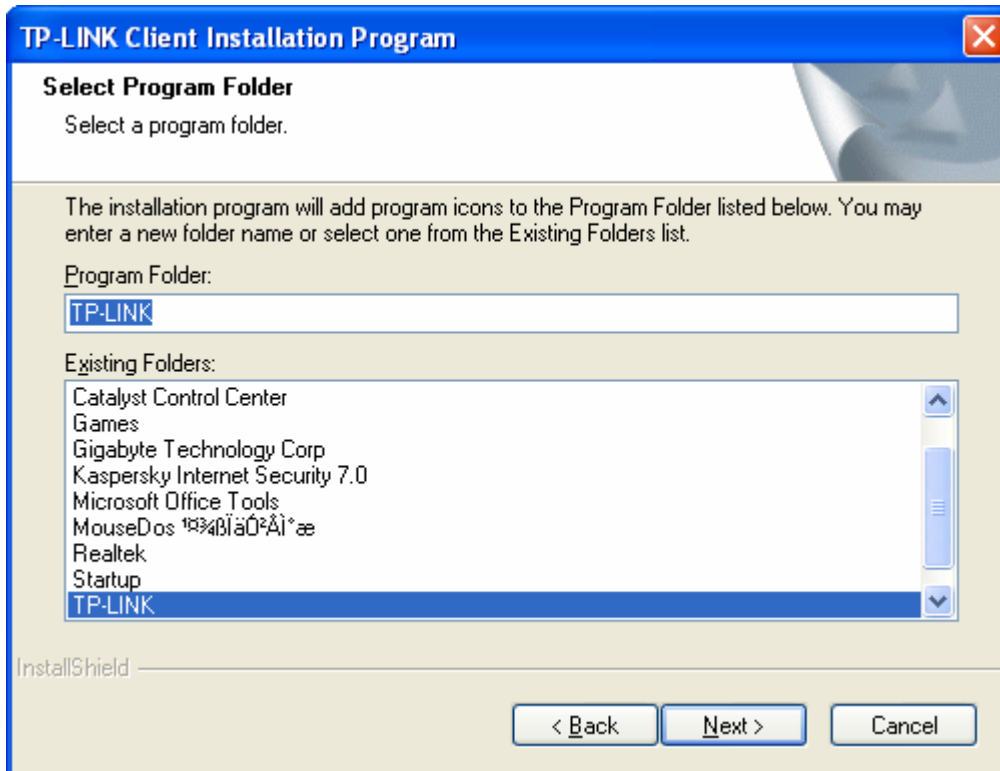 TP-LINK Client Installation Program
Select Program Folder
Select a program folder.
The installation program will add program icons to the Program Folder listed below. You may
enter a new folder name or select one from the Existing Folders list.
Program Folder:
TP-LINK
Existing Folders:
Catalyst Control Center
Games
Gigabyte Technology Corp
Kaspersky Internet Security 7.0
Microsoft Office Tools
MouseDos
Realtek
Startup
TP-LINK
InstallShield
< Back
Next >
Cancel